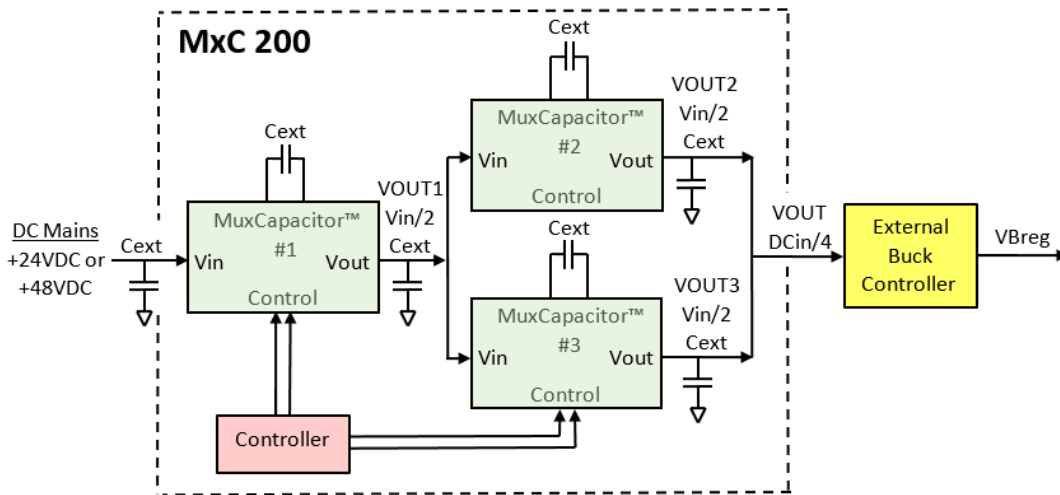 MxC 200
Cext
MuxCapacitor™
#2
Vin
Vout
Control
VOUT2
Vin/2
Cext
Cext
MuxCapacitor™
#1
Vin
Vout
Control
VOUT1
Vin/2
Cext
DC Mains
+24VDC or
+48VDC
Cext
Cext
MuxCapacitor™
#3
Vin
Vout
Control
VOUT3
Vin/2
Cext
VOUT
DCin/4
External
Buck
Controller
VBreg
Controller